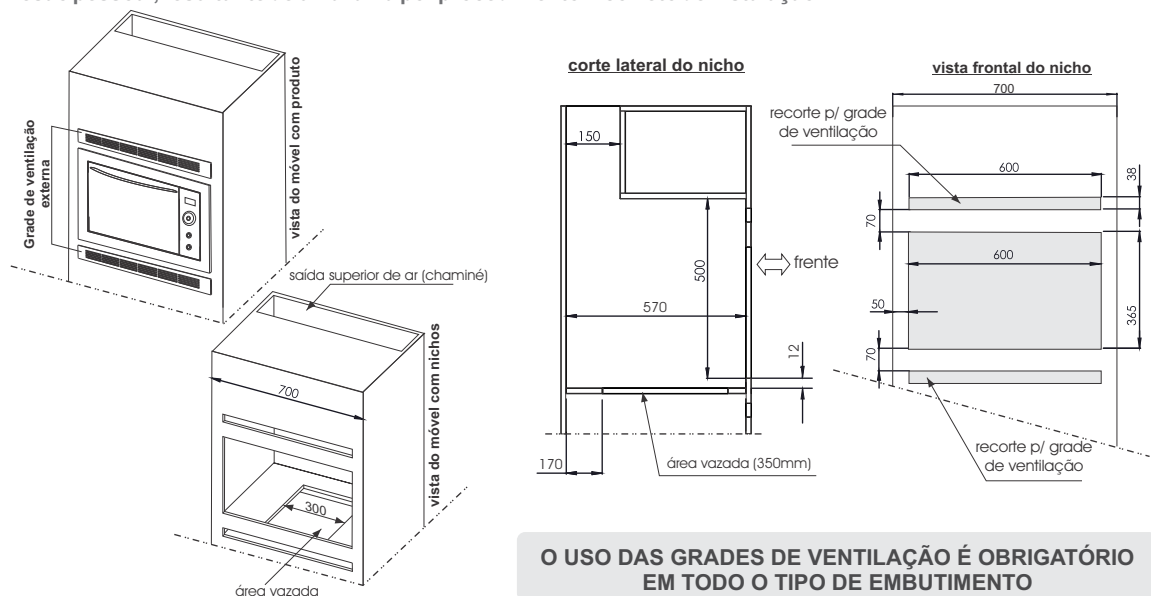 Grade de ventilação
externa
vista do móvel com produto
saída superior de ar (chaminé)
700
vista do móvel com nichos
300
área vazada
corte lateral do nicho
150
500
frente
570
12
170
área vazada (350mm)
vista frontal do nicho
700
recorte p/ grade
de ventilação
600
38
70
600
50
365
70
recorte p/ grade
de ventilação
O USO DAS GRADES DE VENTILAÇÃO É OBRIGATÓRIO
EM TODO O TIPO DE EMBUTIMENTO